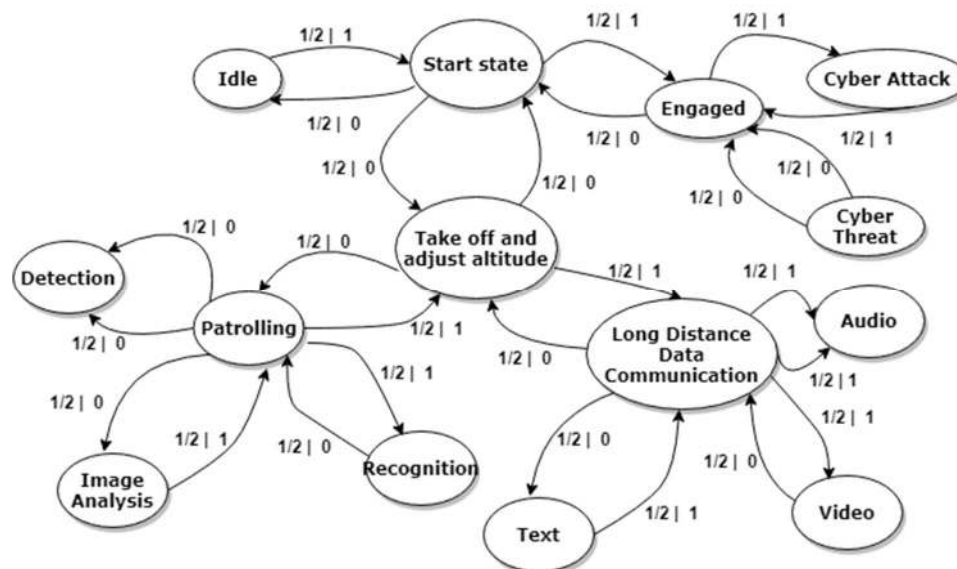 1/2 | 1
Idle
1/2 | 0
Start state
1/2 | 1
Engaged
1/2 | 0
1/2 | 1
Cyber Attack
1/2 | 1
1/2 | 0
1/2 | 0
Cyber
Threat
1/2 | 0
1/2 | 0
Take off and
adjust altitude
1/2 | 0
1/2 | 0
Detection
1/2 | 0
Patrolling
1/2 | 1
1/2 | 1
1/2 | 0
Long Distance
Data
Communication
1/2 | 1
Audio
1/2 | 1
1/2 | 0
1/2 | 1
Image
Analysis
1/2 | 1
1/2 | 0
Recognition
1/2 | 0
Text
1/2 | 1
1/2 | 1
1/2 | 0
Video